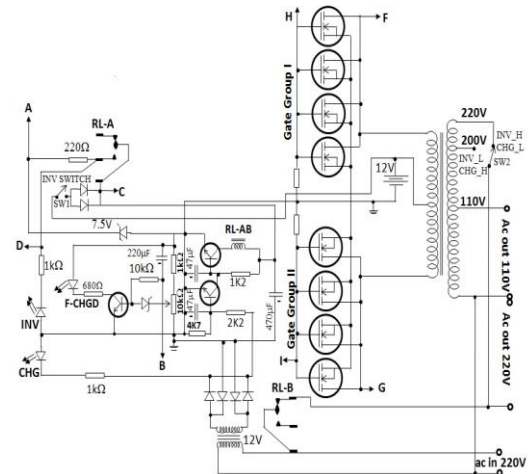 H
F
A
RL-A
Gate Group I
220Ω
INV SWITCH
SW1
C
7.5V
12V
220V
200V
INV_H
CHG_L
SW2
INV_L
CHG_H
110V
D
1kΩ
220µF
10kΩ
1kΩ
47µF
RL-AB
1K2
F-CHGD
680Ω
10kΩ
47µF
INV
4K7
2K2
470µF
Gate Group II
CHG
B
I
G
1kΩ
RL-B
12V
Ac out 110V
Ac out 220V
ac in 220V